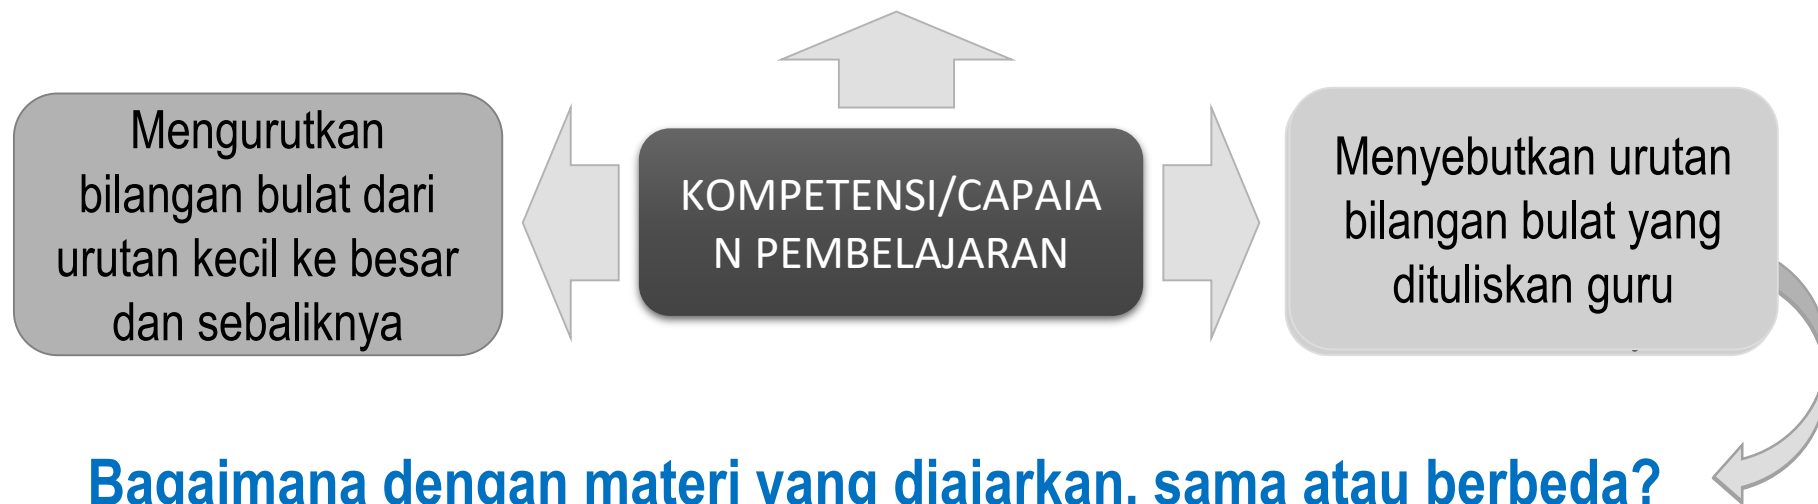 Mengurutkan
bilangan bulat dari
urutan kecil ke besar
dan sebaliknya
KOMPETENSI/CAPAIA
N PEMBELAJARAN
Menyebutkan urutan
bilangan bulat yang
dituliskan guru
Bagaimana dengan materi yang diajarkan, sama atau berbeda?